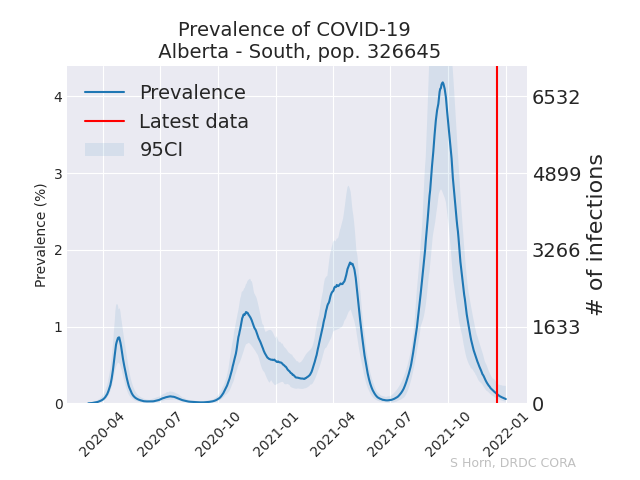 Prevalence of COVID-19
Alberta - South, pop. 326645
Prevalence
Latest data
95CI
Prevalence (%)
4
3
2
1
0
6532
4899
3266
1633
0
# of infections
2020-04
2020-07
2020-10
2021-01
2021-04
2021-07
2021-10
2022-01
S Horn, DRDC CORA